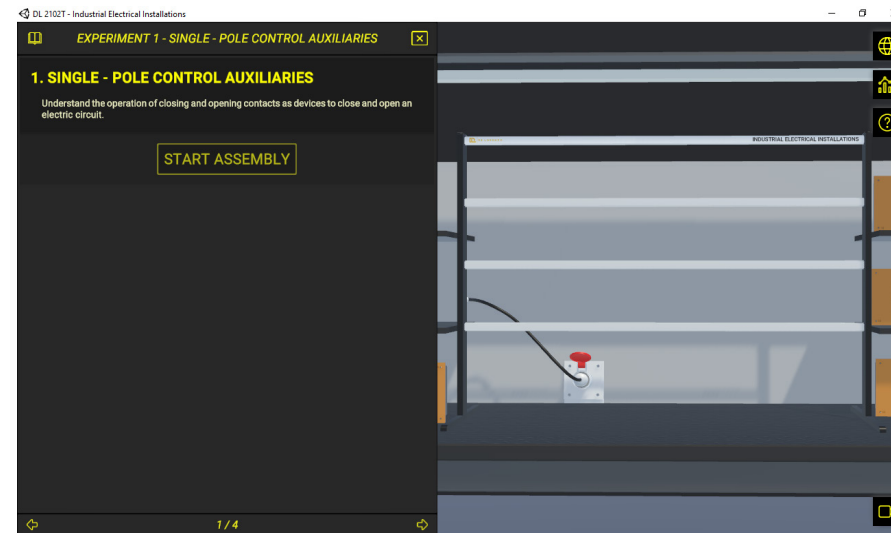 DL 2102T - Industrial Electrical Installations
EXPERIMENT 1 - SINGLE - POLE CONTROL AUXILIARIES
1. SINGLE - POLE CONTROL AUXILIARIES
Understand the operation of closing and opening contacts as devices to close and open an
electric circuit.
START ASSEMBLY
1 / 4
INDUSTRIAL ELECTRICAL INSTALLATIONS